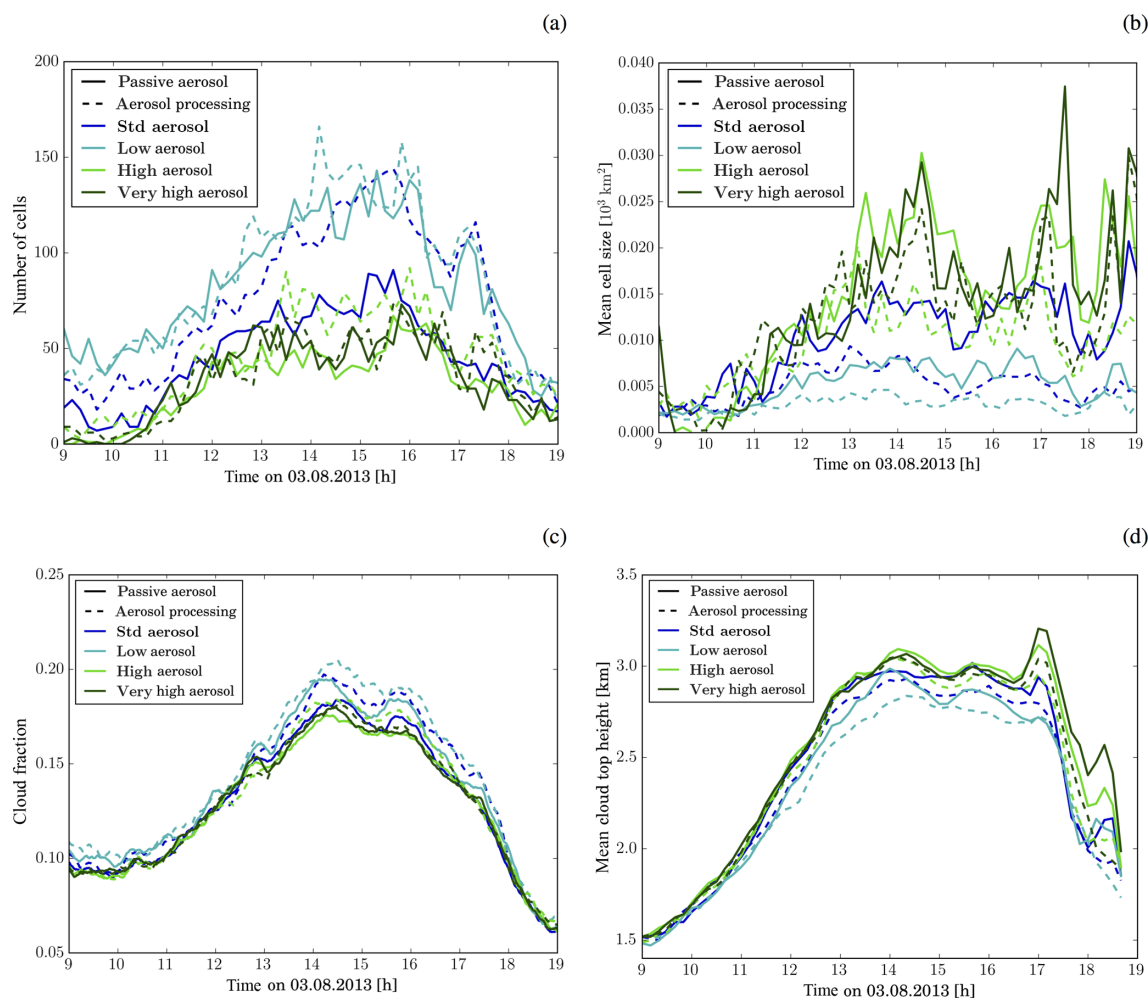 (a)
Number of cells
200
150
100
50
0
Passive aerosol
Aerosol processing
Std aerosol
Low aerosol
High aerosol
Very high aerosol
9 10 11 12 13 14 15 16 17 18 19
Time on 03.08.2013 [h]
(b)
Mean cell size [10³ km²]
0.040
0.035
0.030
0.025
0.020
0.015
0.010
0.005
0.000
Passive aerosol
Aerosol processing
Std aerosol
Low aerosol
High aerosol
Very high aerosol
9 10 11 12 13 14 15 16 17 18 19
Time on 03.08.2013 [h]
(c)
Cloud fraction
0.25
0.20
0.15
0.10
0.05
Passive aerosol
Aerosol processing
Std aerosol
Low aerosol
High aerosol
Very high aerosol
9 10 11 12 13 14 15 16 17 18 19
Time on 03.08.2013 [h]
(d)
Mean cloud top height [km]
3.5
3.0
2.5
2.0
1.5
Passive aerosol
Aerosol processing
Std aerosol
Low aerosol
High aerosol
Very high aerosol
9 10 11 12 13 14 15 16 17 18 19
Time on 03.08.2013 [h]